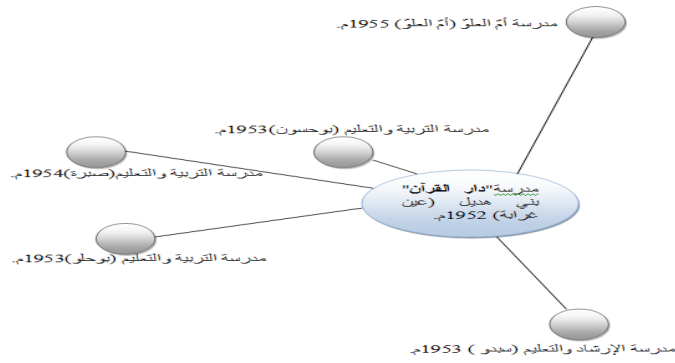 مدرسة أمّ العلوّ (أمّ العلوّ) 1955م.
مدرسة التربية والتعليم (بوحسون)1953م.
مدرسة التربية والتعليم(صبرة)1954م.
مدرسة"دار القرآن"
بني هديل (عين
غرابة) 1952م.
مدرسة التربية والتعليم (بوحلو)1953م.
مدرسة الإرشاد والتعليم (سبدو ) 1953م.